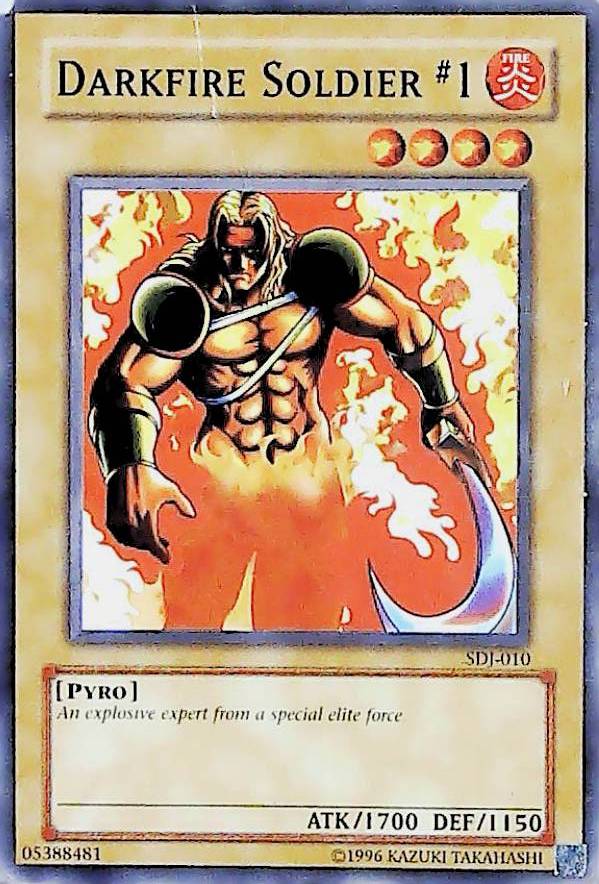 DARKFIRE SOLDIER #1
FIRE
炎
SDJ-010
[PYRO]
An explosive expert from a special elite force
ATK/1700 DEF/1150
05388481
©1996 KAZUKI TAKAHASHI